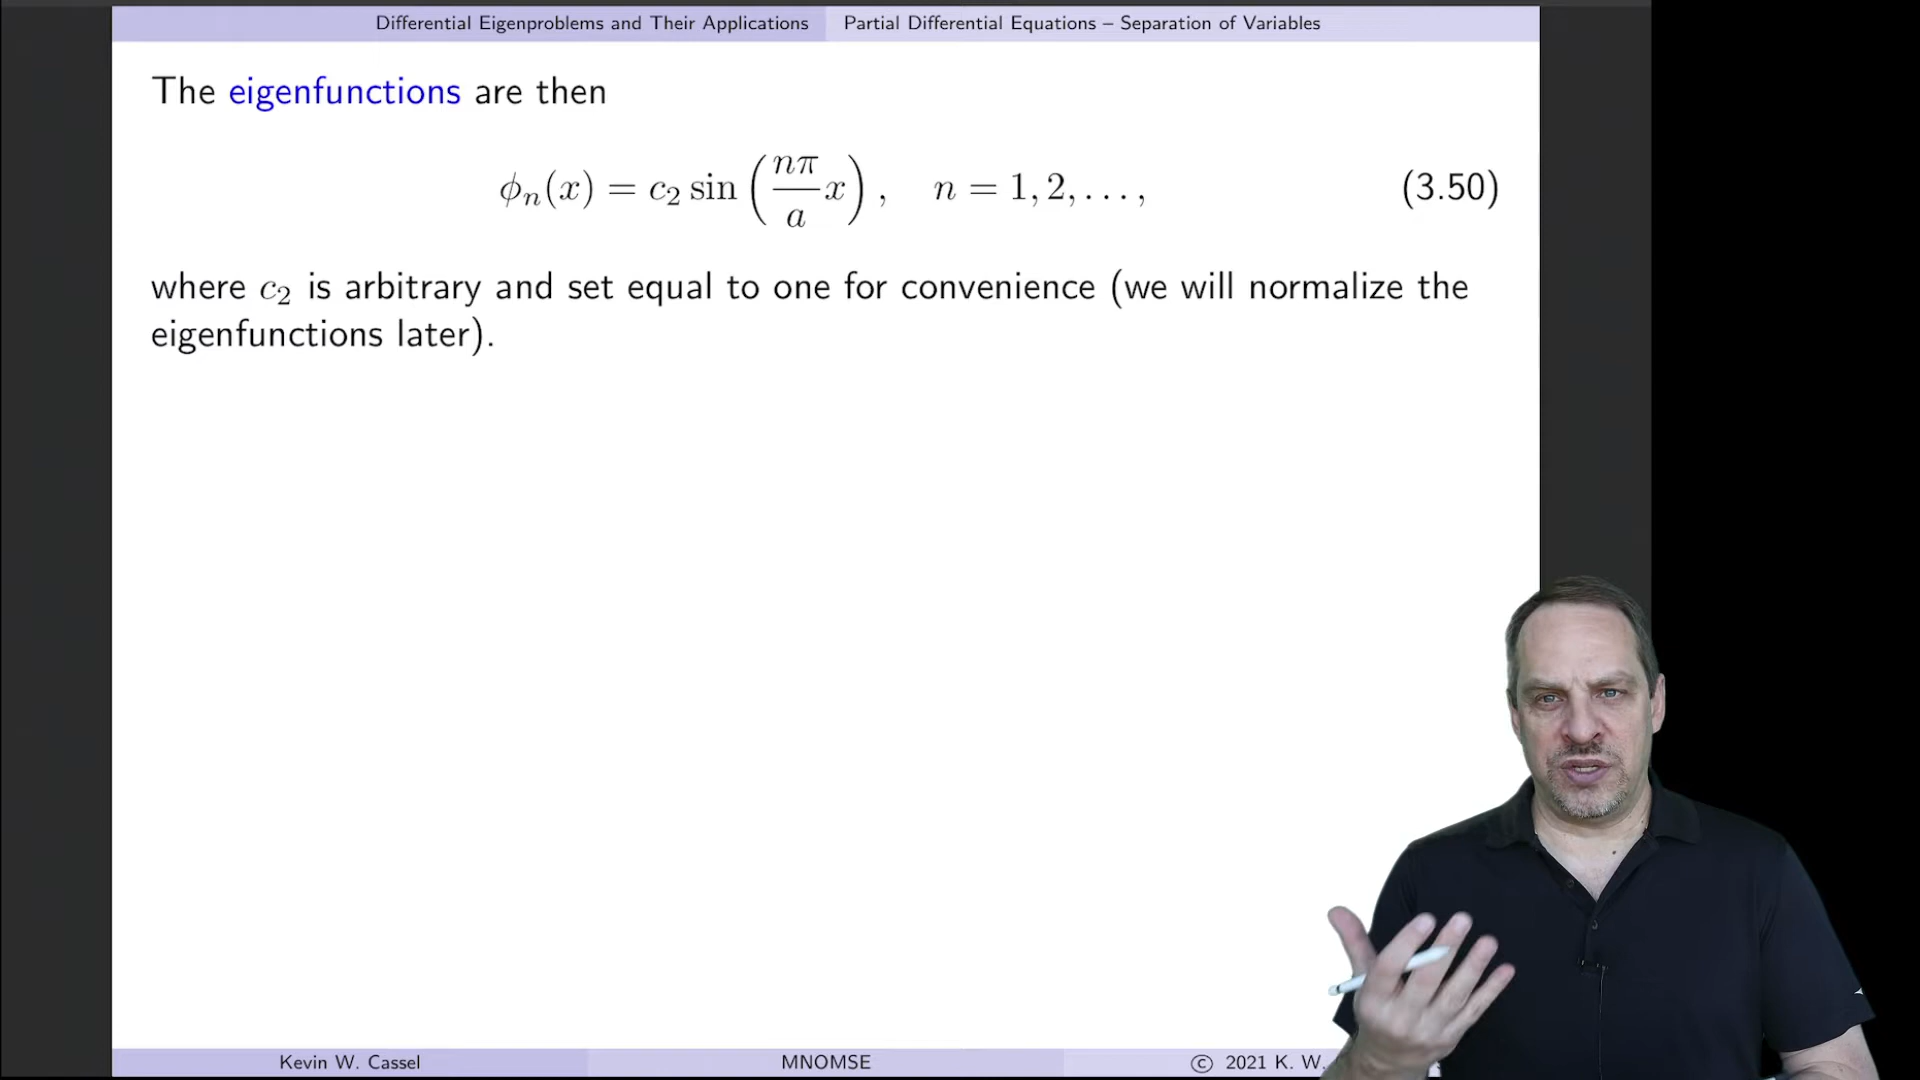 Differential Eigenproblems and Their Applications Partial Differential Equations – Separation of Variables
The eigenfunctions are then
ϕₙ(x) = c₂ sin (nπ/a x), n = 1, 2, . . . , (3.50)
where c₂ is arbitrary and set equal to one for convenience (we will normalize the
eigenfunctions later).
Kevin W. Cassel MNOMSE © 2021 K. W.